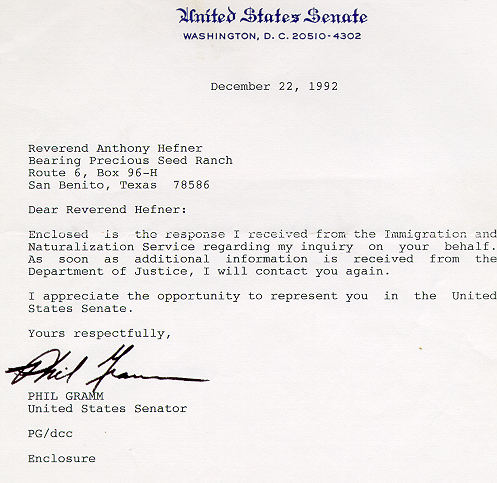 United States Senate
WASHINGTON, D. C. 20510-4302
December 22, 1992
Reverend Anthony Hefner
Bearing Precious Seed Ranch
Route 6, Box 96-H
San Benito, Texas 78586
Dear Reverend Hefner:
Enclosed is the response I received from the Immigration and
Naturalization Service regarding my inquiry on your behalf.
As soon as additional information is received from the
Department of Justice, I will contact you again.
I appreciate the opportunity to represent you in the United
States Senate.
Yours respectfully,
Phil Gramm
PHIL GRAMM
United States Senator
PG/dcc
Enclosure